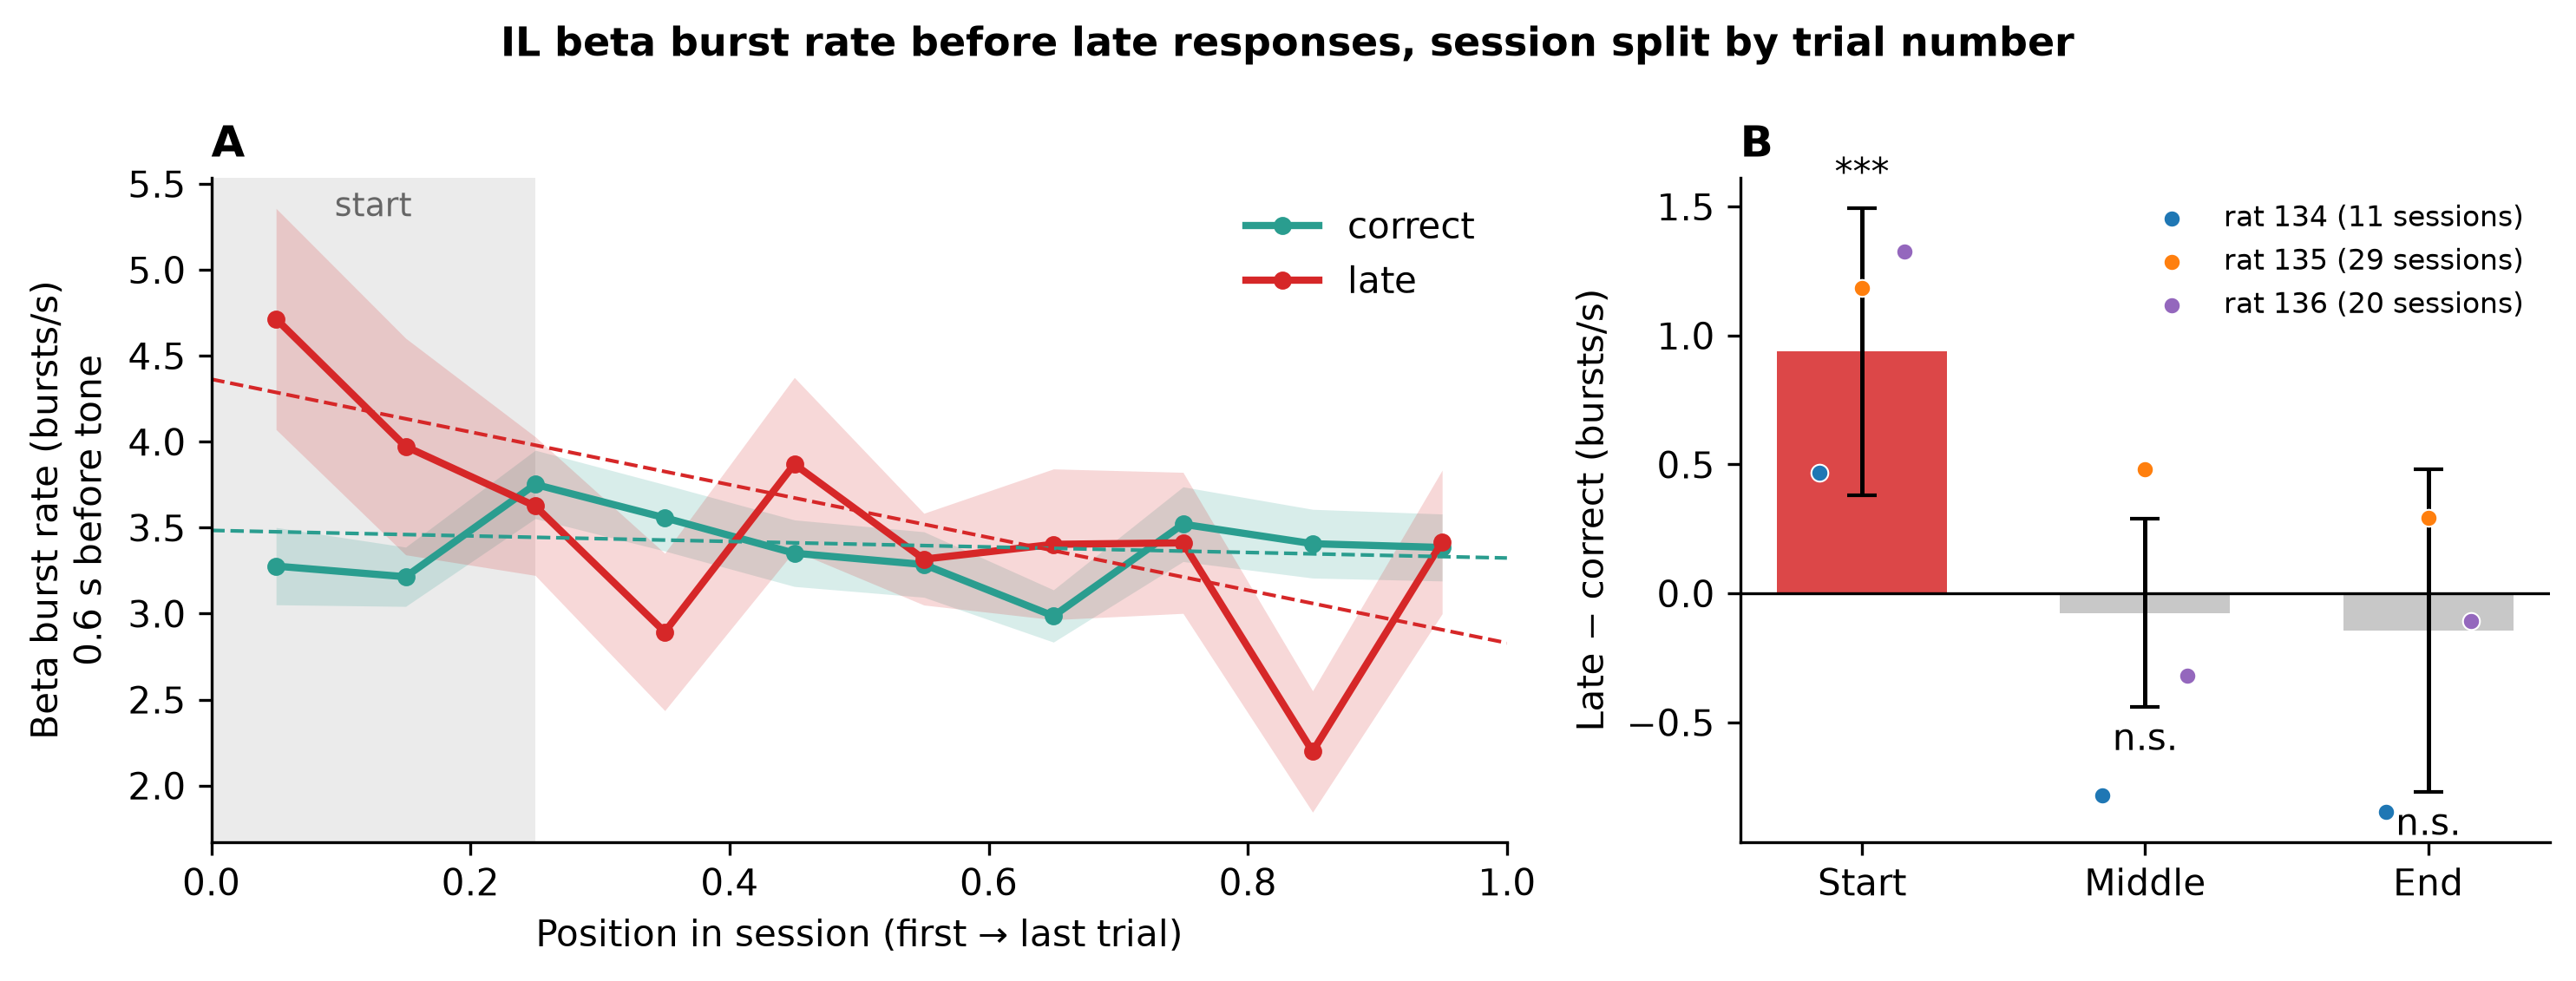 IL beta burst rate before late responses, session split by trial number
A
start
correct
late
5.5
5.0
4.5
4.0
3.5
3.0
2.5
2.0
Beta burst rate (bursts/s)
0.6 s before tone
0.0 0.2 0.4 0.6 0.8 1.0
Position in session (first → last trial)
B
***
rat 134 (11 sessions)
rat 135 (29 sessions)
rat 136 (20 sessions)
1.5
1.0
0.5
0.0
−0.5
Late − correct (bursts/s)
n.s.
n.s.
Start Middle End